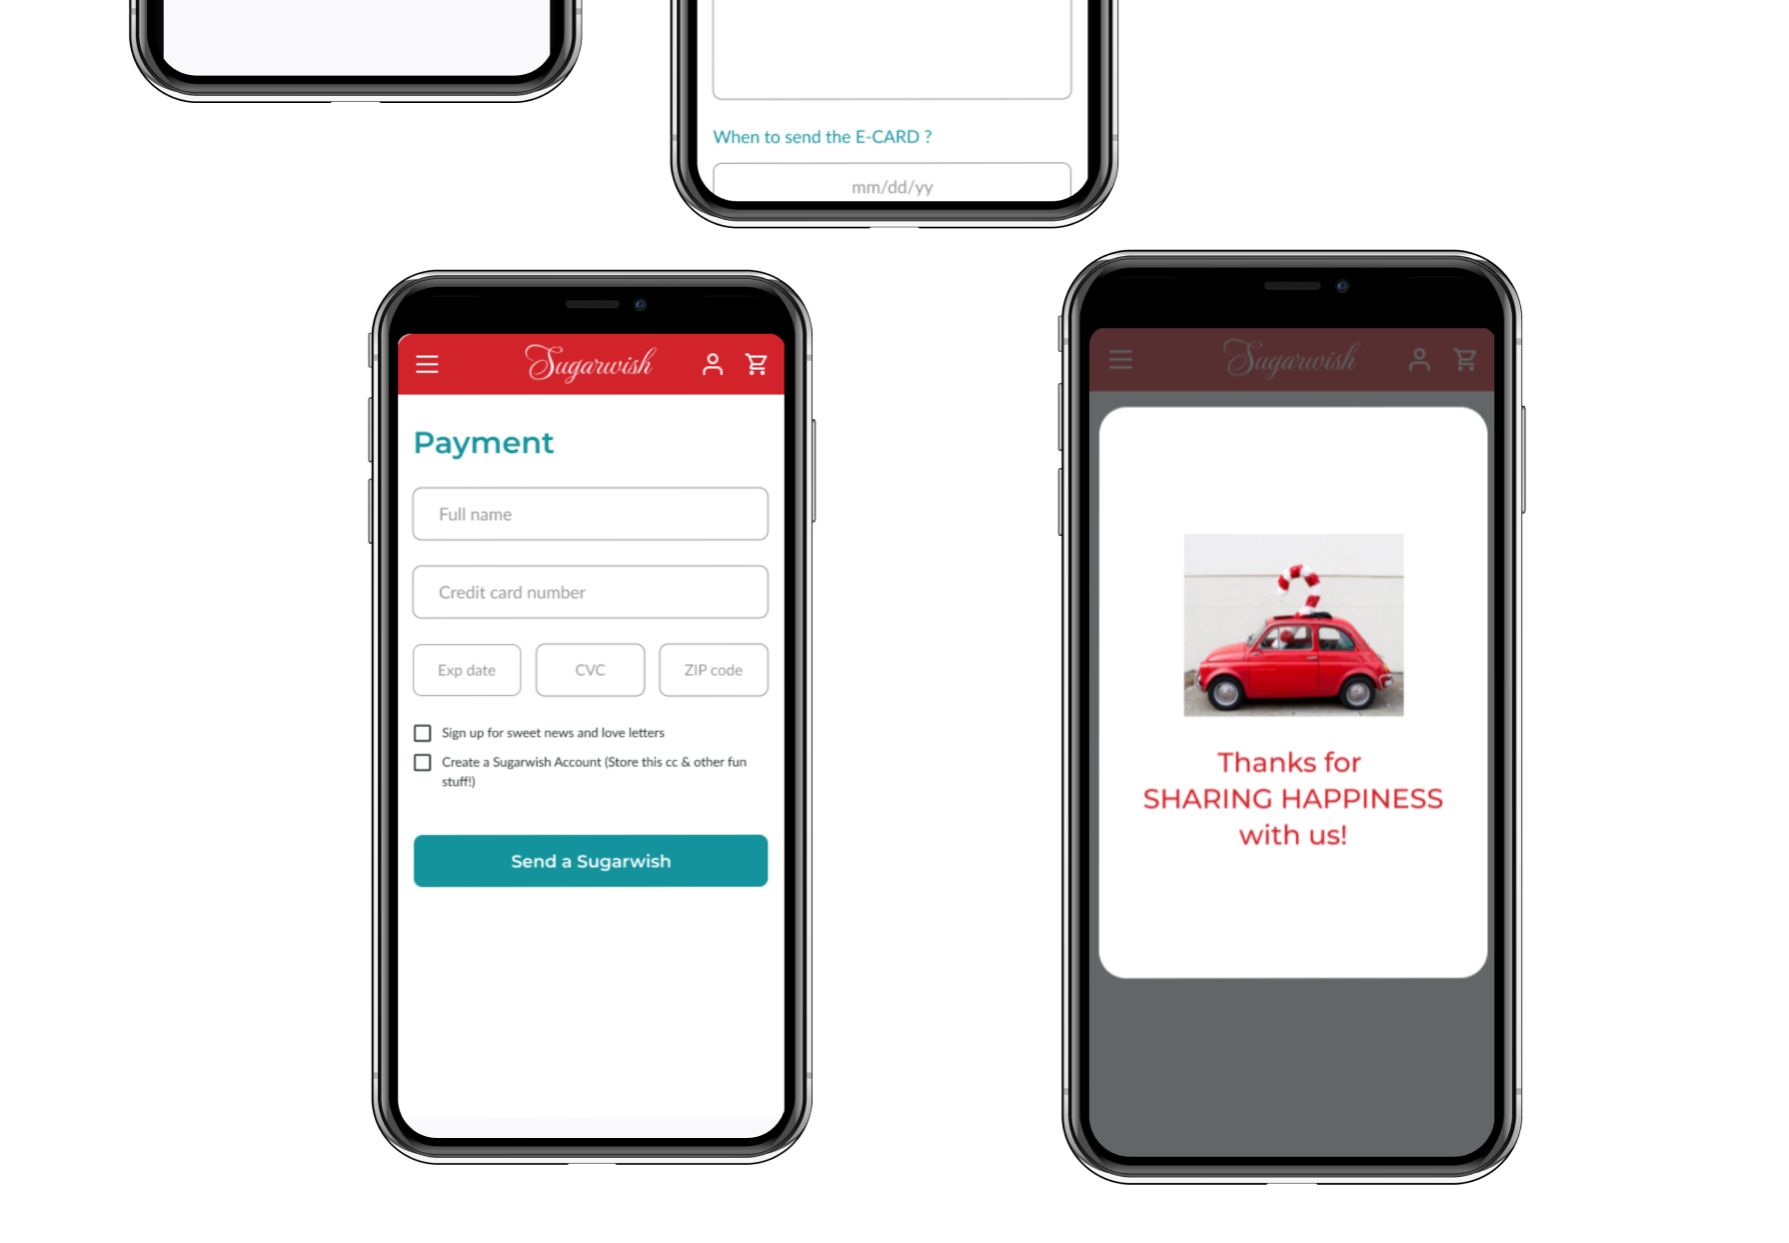 When to send the E-CARD ?
mm/dd/yy
Sugarwish
Payment
Full name
Credit card number
Exp date
CVC
ZIP code
Sign up for sweet news and love letters
Create a Sugarwish Account (Store this cc & other fun
stuff!)
Send a Sugarwish
Sugarwish
Thanks for
SHARING HAPPINESS
with us!